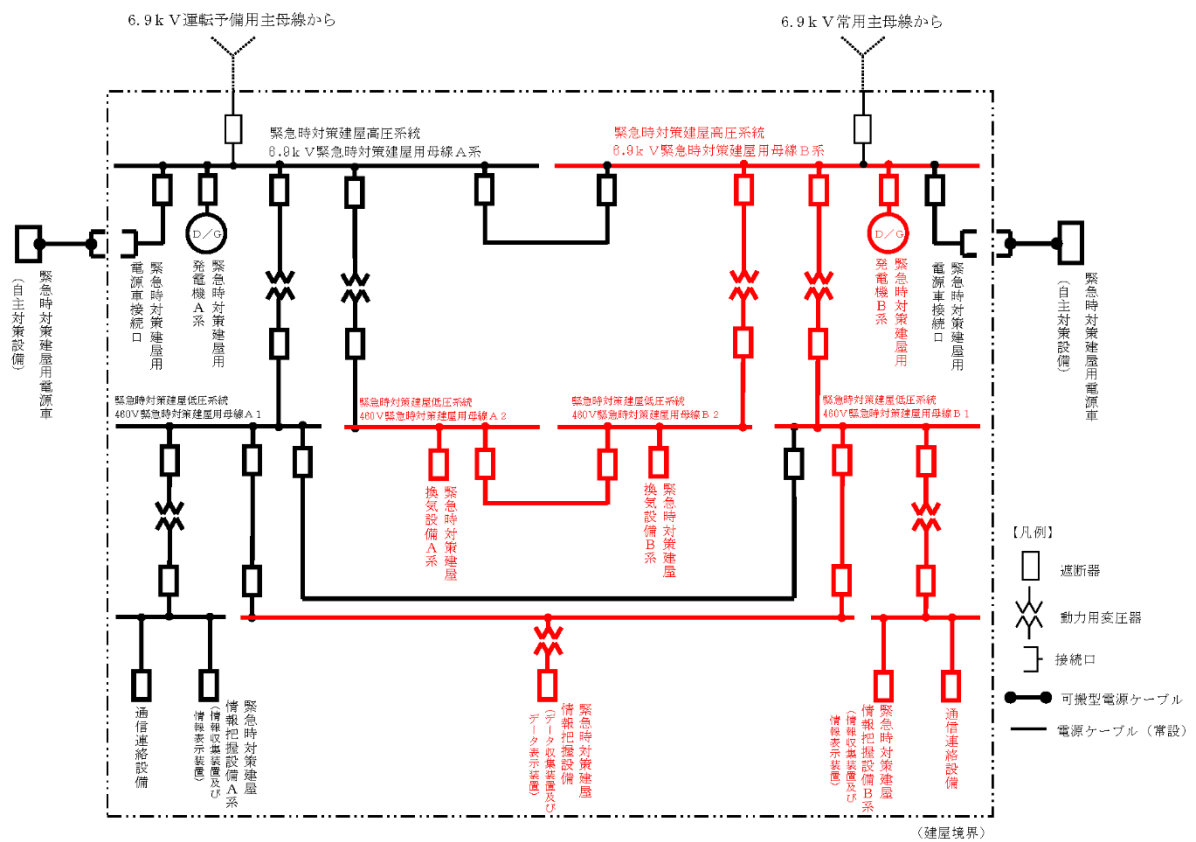 6.9kV運転予備用主母線から
6.9kV常用主母線から
緊急時対策建屋高圧系統
6.9kV緊急時対策建屋用母線A系
緊急時対策建屋高圧系統
6.9kV緊急時対策建屋用母線B系
緊急時対策建屋用電源車
(自主対策設備)
緊急時対策建屋用
電源車接続口
D/G
緊急時対策建屋用
発電機A系
D/G
緊急時対策建屋用
発電機B系
緊急時対策建屋用
電源車接続口
緊急時対策建屋用電源車
(自主対策設備)
緊急時対策建屋低圧系統
460V緊急時対策建屋用母線A1
緊急時対策建屋低圧系統
460V緊急時対策建屋用母線A2
緊急時対策建屋低圧系統
460V緊急時対策建屋用母線B2
緊急時対策建屋低圧系統
460V緊急時対策建屋用母線B1
緊急時対策建屋
換気設備A系
緊急時対策建屋
換気設備B系
通信連絡設備
緊急時対策建屋
情報把握設備A系
(情報収集装置及び
情報表示装置)
緊急時対策建屋
情報把握設備
(データ収集装置及び
データ表示装置)
緊急時対策建屋
情報把握設備B系
(情報収集装置及び
情報表示装置)
通信連絡設備
【凡例】
遮断器
動力用変圧器
接続口
可搬型電源ケーブル
電源ケーブル(常設)
(建屋境界)